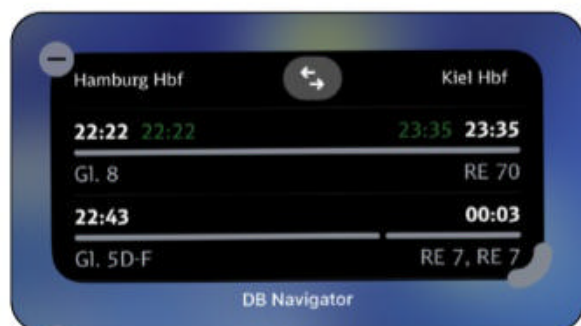 Hamburg Hbf Kiel Hbf
22:22 22:22 23:35 23:35
Gl. 8 RE 70
22:43 00:03
Gl. 5D-F RE 7, RE 7
DB Navigator